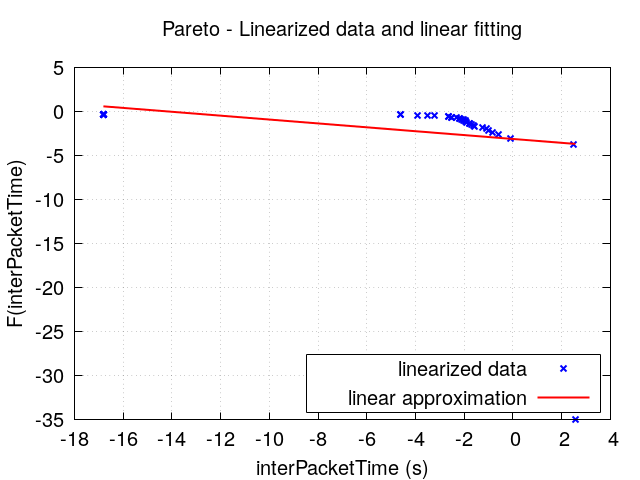 Pareto - Linearized data and linear fitting
5
0
-5
-10
-15
-20
-25
-30
-35
F(interPacketTime)
linearized data
linear approximation
-18 -16 -14 -12 -10 -8 -6 -4 -2 0 2 4
interPacketTime (s)